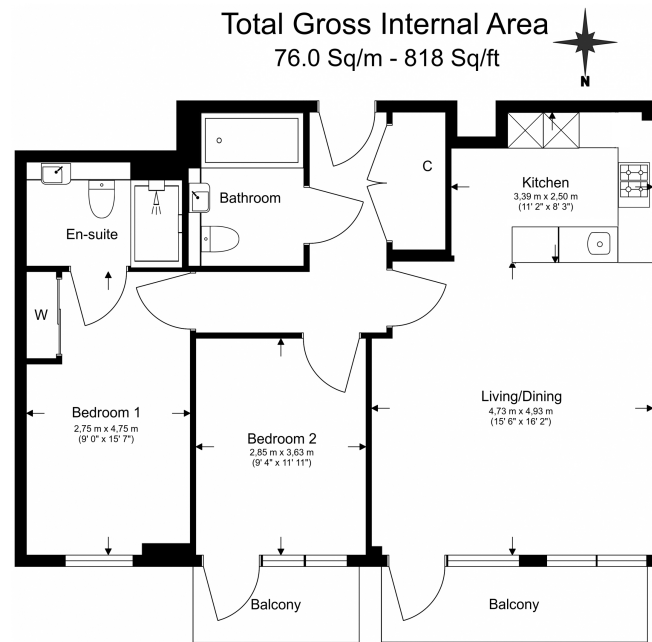 Total Gross Internal Area
76.0 Sq/m - 818 Sq/ft
N
C
Kitchen
3,39 m x 2,50 m
(11' 2" x 8' 3")
Bathroom
En-suite
W
Living/Dining
4,73 m x 4,93 m
(15' 6" x 16' 2")
Bedroom 1
2,75 m x 4,75 m
(9' 0" x 15' 7")
Bedroom 2
2,85 m x 3,63 m
(9' 4" x 11' 11")
Balcony
Balcony